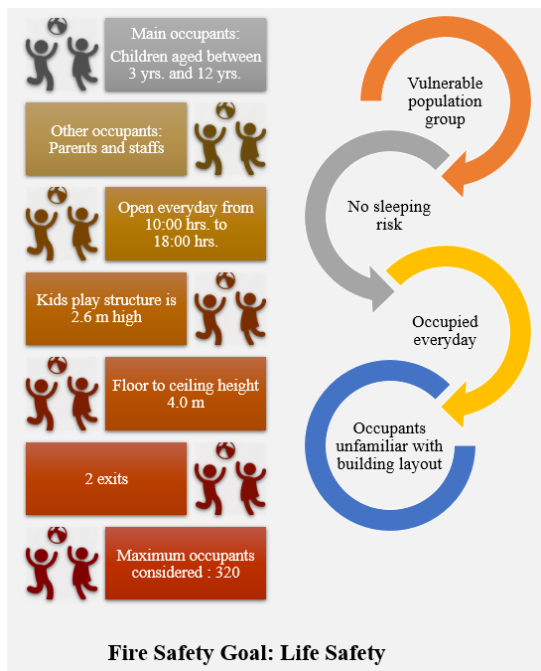 Main occupants:
Children aged between
3 yrs. and 12 yrs.
Other occupants:
Parents and staffs
Open everyday from
10:00 hrs. to
18:00 hrs.
Kids play structure is
2.6 m high
Floor to ceiling height
4.0 m
2 exits
Maximum occupants
considered : 320
Vulnerable
population
group
No sleeping
risk
Occupied
everyday
Occupants
unfamiliar with
building layout
Fire Safety Goal: Life Safety